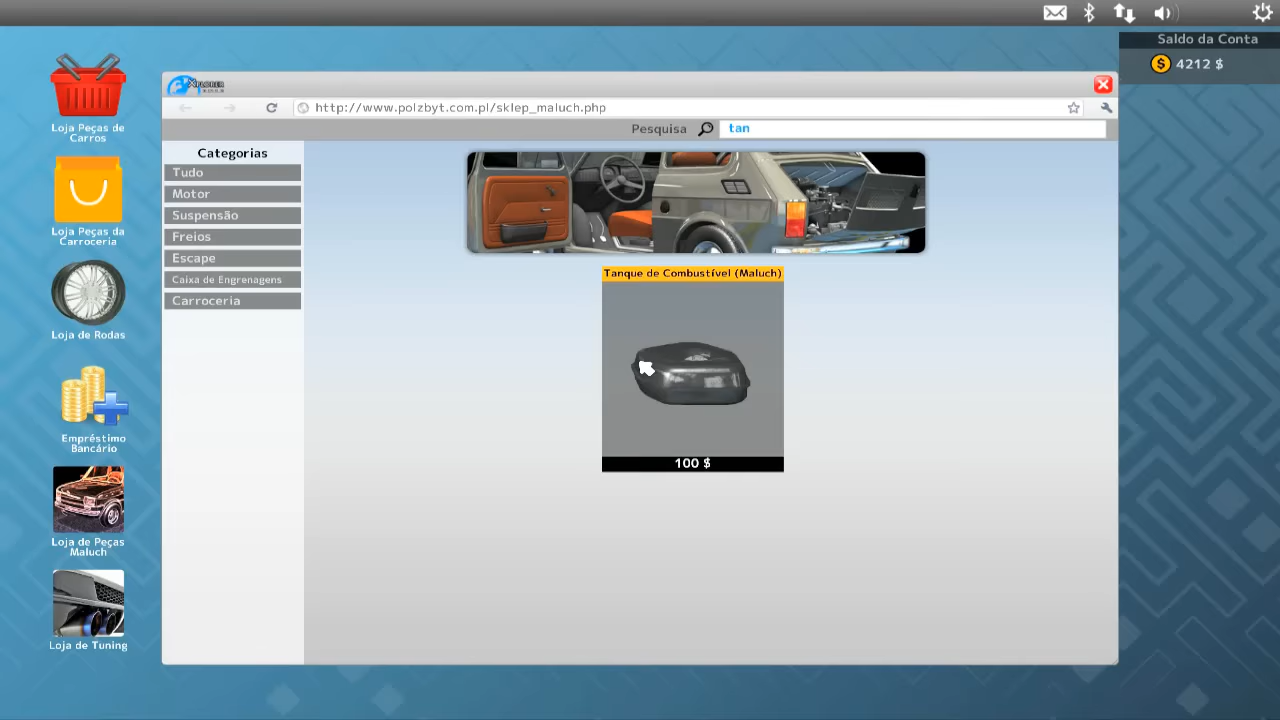 Saldo da Conta
4212 $
Loja Peças de
Carros
Loja Peças da
Carroceria
Loja de Rodas
Empréstimo
Bancário
Loja de Peças
Maluch
Loja de Tuning
XPLORER
http://www.polzbyt.com.pl/sklep_maluch.php
Pesquisa
tan
Categorias
Tudo
Motor
Suspensão
Freios
Escape
Caixa de Engrenagens
Carroceria
Tanque de Combustível (Maluch)
100 $